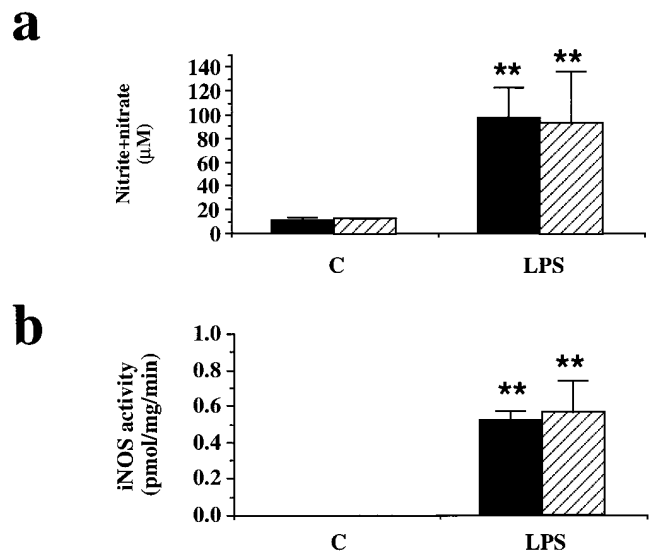 a
Nitrite+nitrate
(µM)
140
120
100
80
60
40
20
0
** **
C LPS
b
iNOS activity
(pmol/mg/min)
1.0
0.8
0.6
0.4
0.2
0.0
** **
C LPS